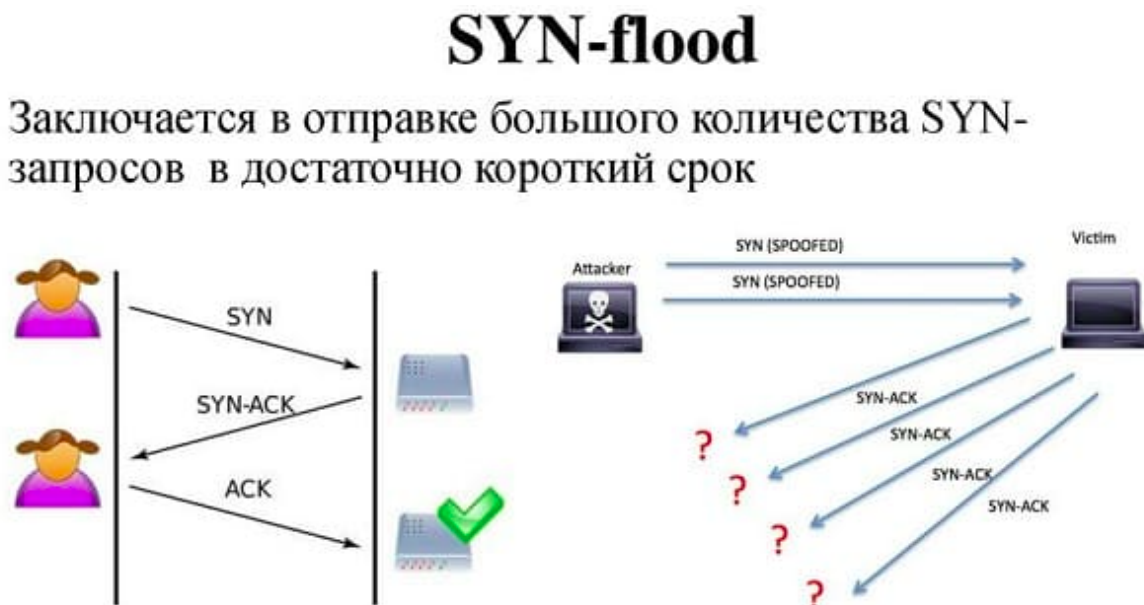 SYN-flood
Заключается в отправке большого количества SYN-
запросов в достаточно короткий срок
SYN
SYN-ACK
ACK
Attacker
SYN (SPOOFED)
SYN (SPOOFED)
Victim
SYN-ACK
SYN-ACK
SYN-ACK
SYN-ACK
?
?
?
?